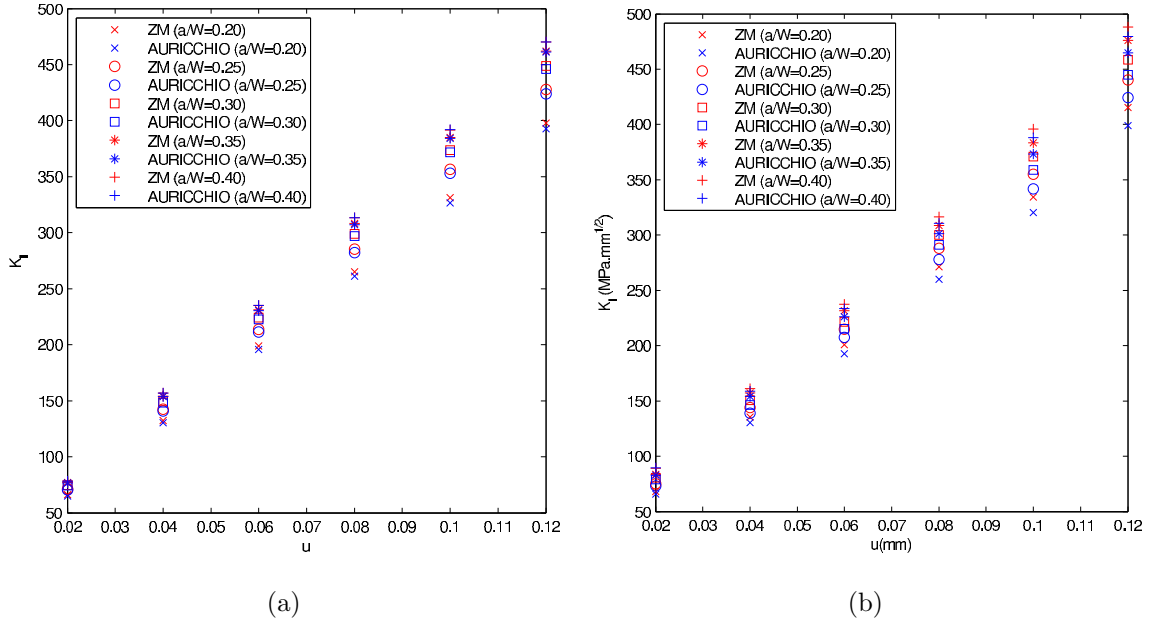 500
450
400
350
300
250
200
150
100
50
K_I
ZM (a/W=0.20)
AURICCHIO (a/W=0.20)
ZM (a/W=0.25)
AURICCHIO (a/W=0.25)
ZM (a/W=0.30)
AURICCHIO (a/W=0.30)
ZM (a/W=0.35)
AURICCHIO (a/W=0.35)
ZM (a/W=0.40)
AURICCHIO (a/W=0.40)
0.02 0.03 0.04 0.05 0.06 0.07 0.08 0.09 0.1 0.11 0.12
u
(a)
500
450
400
350
300
250
200
150
100
50
K_I (MPa.mm^1/2)
ZM (a/W=0.20)
AURICCHIO (a/W=0.20)
ZM (a/W=0.25)
AURICCHIO (a/W=0.25)
ZM (a/W=0.30)
AURICCHIO (a/W=0.30)
ZM (a/W=0.35)
AURICCHIO (a/W=0.35)
ZM (a/W=0.40)
AURICCHIO (a/W=0.40)
0.02 0.03 0.04 0.05 0.06 0.07 0.08 0.09 0.1 0.11 0.12
u(mm)
(b)